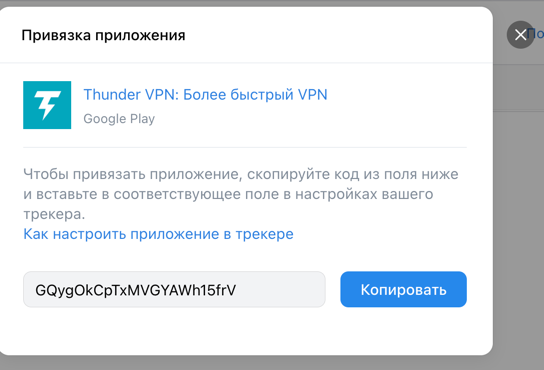 Привязка приложения
По
Thunder VPN: Более быстрый VPN
Google Play
Чтобы привязать приложение, скопируйте код из поля ниже
и вставьте в соответствующее поле в настройках вашего
трекера.
Как настроить приложение в трекере
GQygOkCpTxMVGYAWh15frV
Копировать